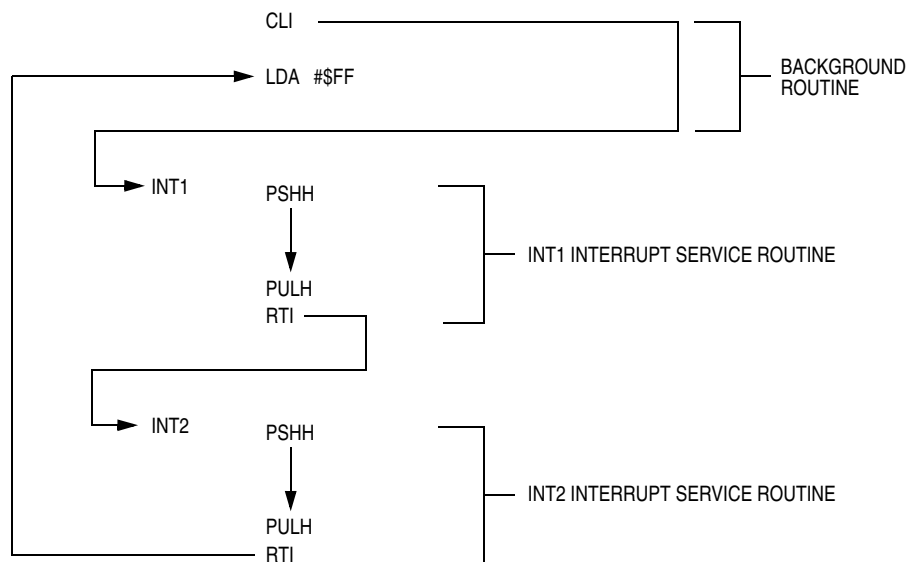 CLI
LDA #$FF
BACKGROUND
ROUTINE
INT1
PSHH
INT1 INTERRUPT SERVICE ROUTINE
PULH
RTI
INT2
PSHH
INT2 INTERRUPT SERVICE ROUTINE
PULH
RTI